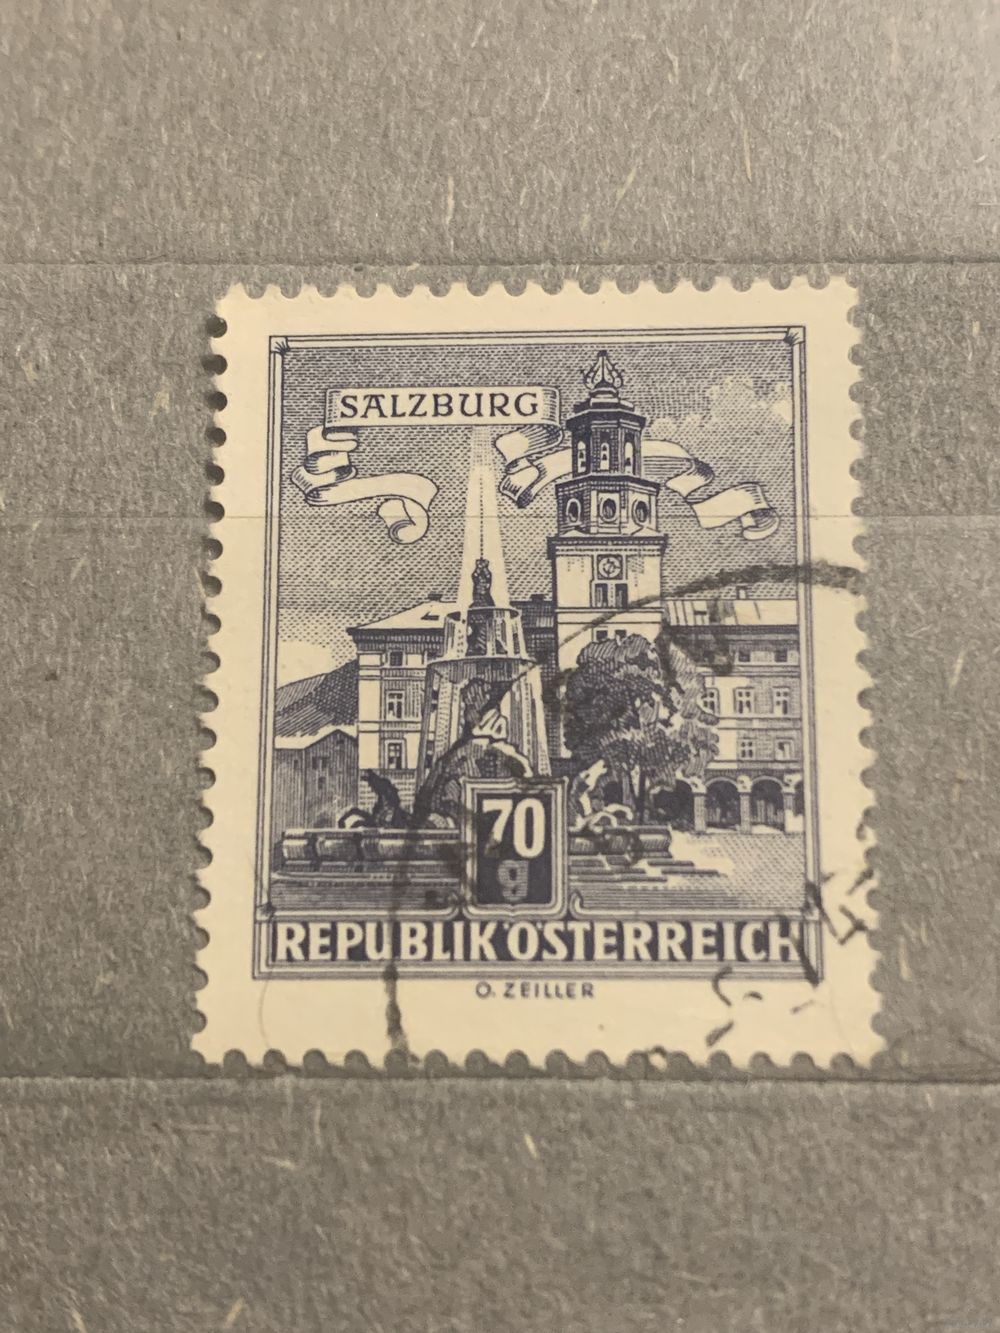 SALZBURG
70
g
REPUBLIK ÖSTERREICH
O. ZEILLER